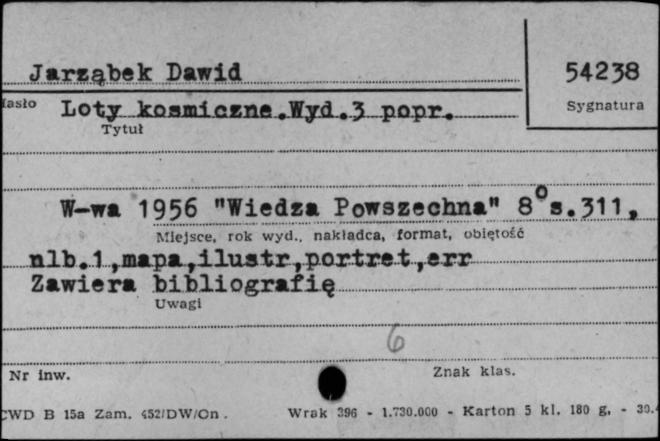 Jarząbek Dawid
54238
Sygnatura
Loty kosmiczne.Wyd.3 popr.
Tytuł
W-wa 1956 "Wiedza Powszechna" 8° s.311,
Miejsce, rok wyd., nakładca, format, objętość
nlb.1,mapa,ilustr,portret,err
Zawiera bibliografię
Uwagi
6
Nr inw.
Znak klas.
CWD B 15a Zam. 452/DW/On. Wrak 396 - 1.730.000 - Karton 5 kl. 180 g. -